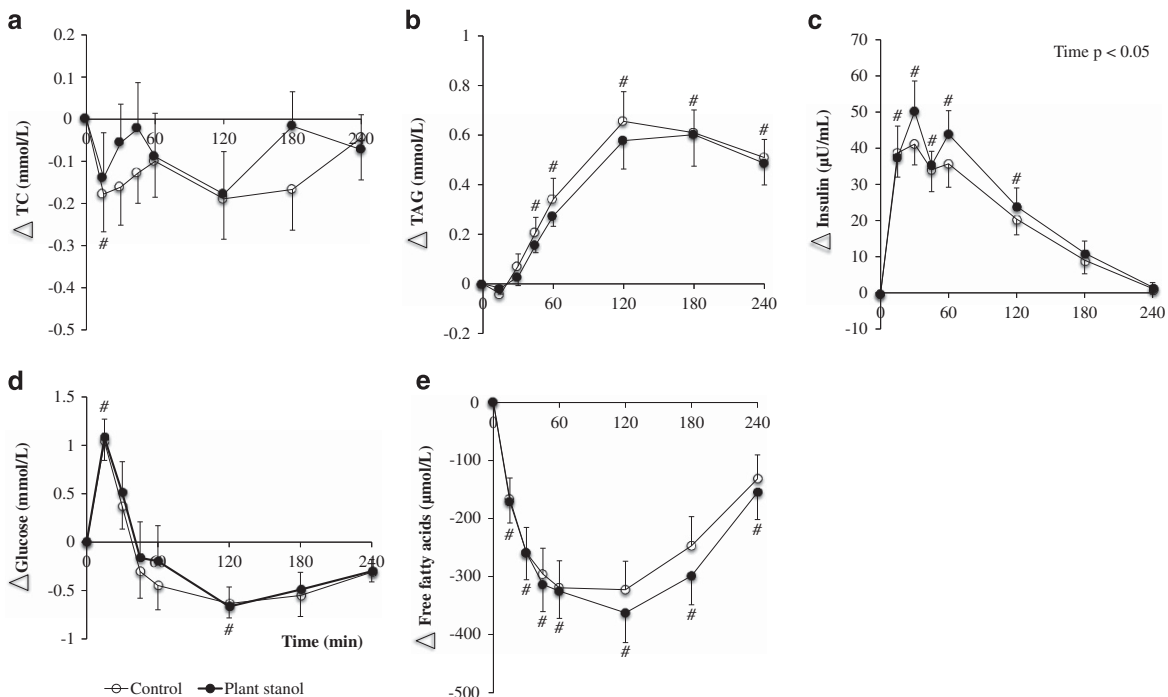 a
0.2
0.1
0
-0.1
-0.2
-0.3
-0.4
-0.5
△ TC (mmol/L)
0 60 120 180 240
#
b
1
0.8
0.6
0.4
0.2
0
-0.2
△ TAG (mmol/L)
0 60 120 180 240
# # # # #
c
Time p < 0.05
70
60
50
40
30
20
10
0
-10
△ Insulin (µU/mL)
0 60 120 180 240
# # # # #
d
1.5
1
0.5
0
-0.5
-1
△ Glucose (mmol/L)
0 60 120 180 240
# #
Time (min)
Control Plant stanol
e
0
-100
-200
-300
-400
-500
△ Free fatty acids (µmol/L)
0 60 120 180 240
# # # # # # #